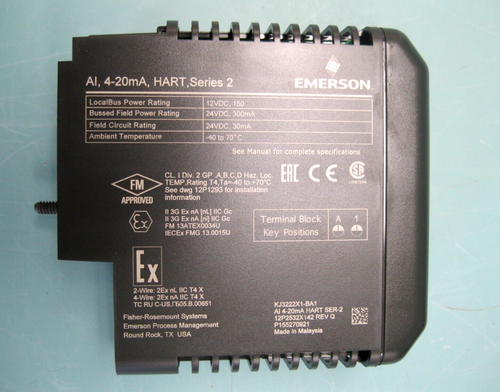 AI, 4-20mA, HART, Series 2
EMERSON
LocalBus Power Rating 12VDC, 150
Bussed Field Power Rating 24VDC, 300mA
Field Circuit Rating 24VDC, 30mA
Ambient Temperature -40 to 70°C
See Manual for complete specifications
FM
APPROVED
CL. I Div. 2 GP .A,B,C,D Haz. Loc.
TEMP.Rating T4,Ta=-40 to +70°C
See dwg 12P1293 for installation
information
EAC CE
Ex
II 3G Ex nA [nL] IIC Gc
II 3G Ex nA [nl] IIC Gc
FM 13ATEX0034U
IECEx FMG 13.0015U
Terminal Block A 1
Key Positions
Ex
2-Wire: 2Ex nL IIC T4 X
4-Wire: 2Ex nA IIC T4 X
TC RU C-US.ГБ05.B.00651
Fisher-Rosemount Systems
Emerson Process Management
Round Rock, TX USA
KJ3222X1-BA1
AI 4-20mA HART SER-2
12P2532X142 REV Q
P155270921
Made in Malaysia